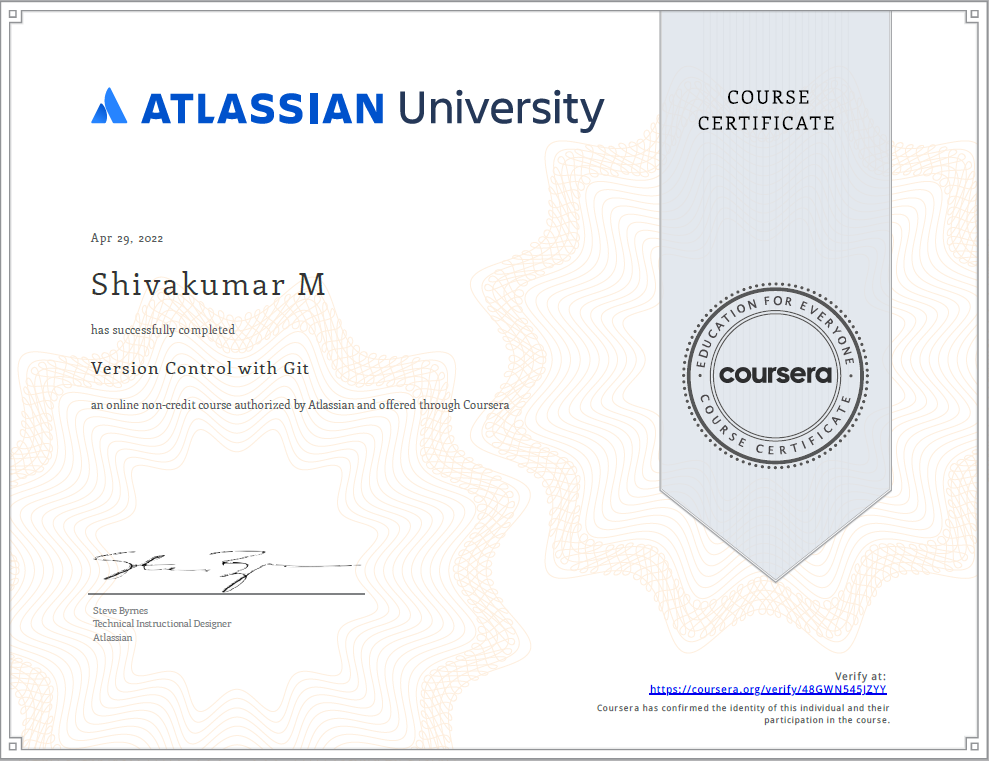 ATLASSIAN University
COURSE
CERTIFICATE
Apr 29, 2022
Shivakumar M
has successfully completed
Version Control with Git
an online non-credit course authorized by Atlassian and offered through Coursera
EDUCATION FOR EVERYONE
coursera
COURSE CERTIFICATE
Steve Byrnes
Technical Instructional Designer
Atlassian
Verify at:
https://coursera.org/verify/48GWN545JZYY
Coursera has confirmed the identity of this individual and their
participation in the course.